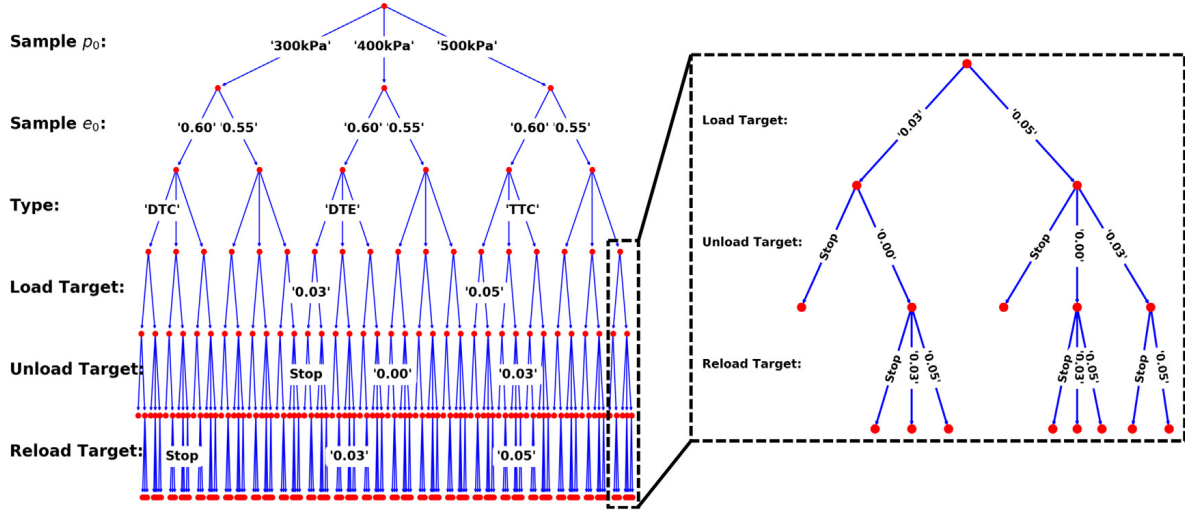 Sample p₀:
'300kPa' '400kPa' '500kPa'
Sample e₀:
'0.60' '0.55' '0.60' '0.55' '0.60' '0.55'
Type:
'DTC' 'DTE' 'TTC'
Load Target:
'0.03' '0.05'
Unload Target:
Stop '0.00' '0.03'
Reload Target:
Stop '0.03' '0.05'
Load Target:
'0.03' '0.05'
Unload Target:
Stop '0.00' Stop '0.00' '0.03'
Reload Target:
Stop '0.03' '0.05' Stop '0.03' '0.05' Stop '0.05'